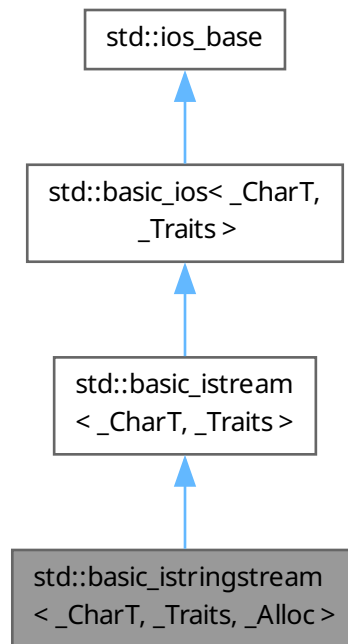 std::ios_base
std::basic_ios< _CharT,
_Traits >
std::basic_istream
< _CharT, _Traits >
std::basic_istringstream
< _CharT, _Traits, _Alloc >